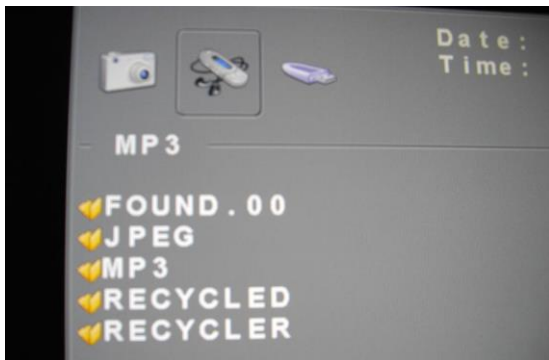 Date:
Time:
MP3
FOUND.00
JPEG
MP3
RECYCLED
RECYCLER